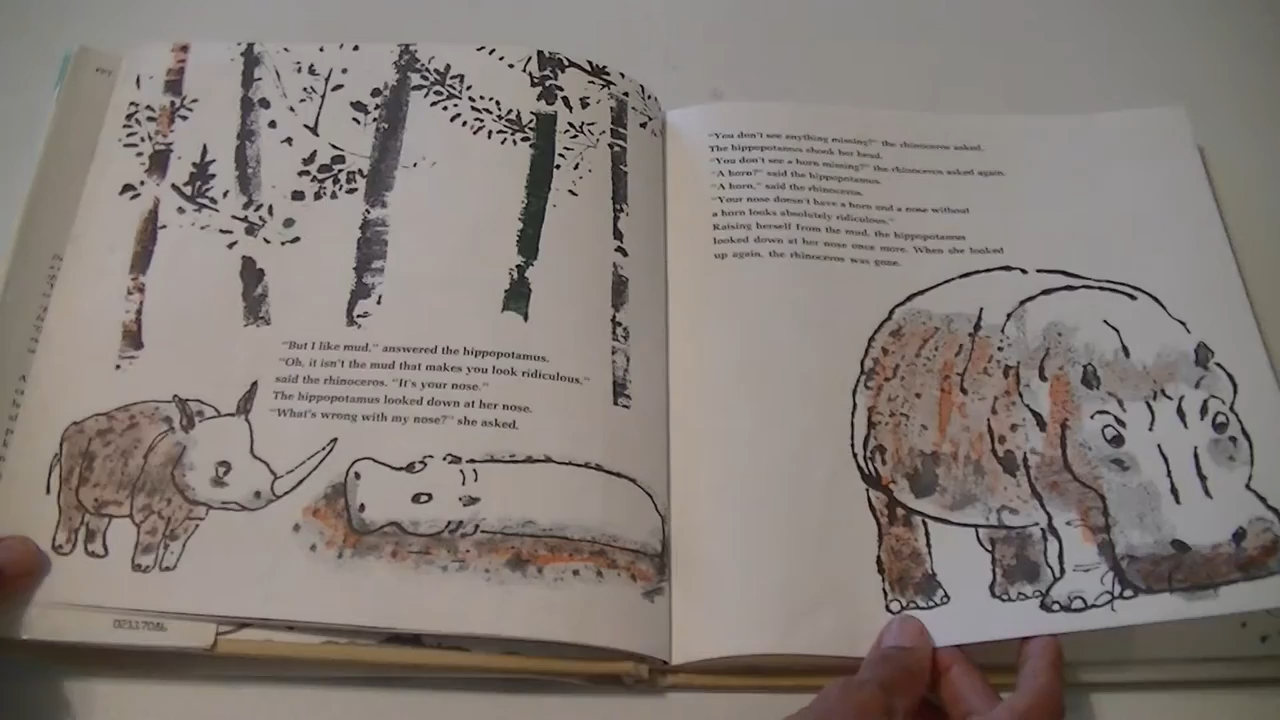 "But I like mud," answered the hippopotamus.
"Oh, it isn't the mud that makes you look ridiculous,"
said the rhinoceros. "It's your nose."
The hippopotamus looked down at her nose.
"What's wrong with my nose?" she asked.
02117086
"You don't see anything missing?" the rhinoceros asked.
The hippopotamus shook her head.
"You don't see a horn missing?" the rhinoceros asked again.
"A horn?" said the hippopotamus.
"A horn," said the rhinoceros.
"Your nose doesn't have a horn and a nose without
a horn looks absolutely ridiculous."
Raising herself from the mud, the hippopotamus
looked down at her nose once more. When she looked
up again, the rhinoceros was gone.